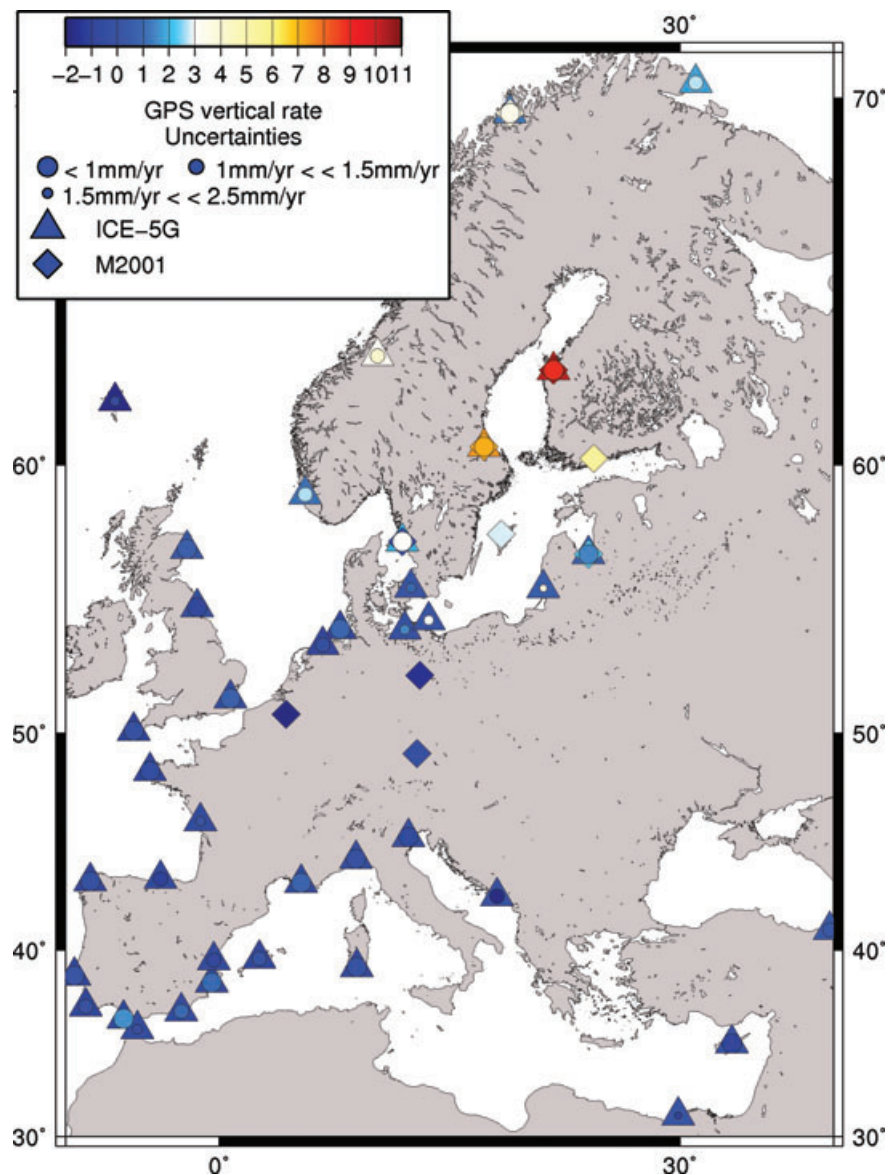 30˚
−2−1 0 1 2 3 4 5 6 7 8 9 1011
GPS vertical rate
Uncertainties
< 1mm/yr 1mm/yr << 1.5mm/yr
1.5mm/yr << 2.5mm/yr
ICE−5G
M2001
70˚ 70˚
60˚ 60˚
50˚ 50˚
40˚ 40˚
30˚ 30˚
0˚ 30˚